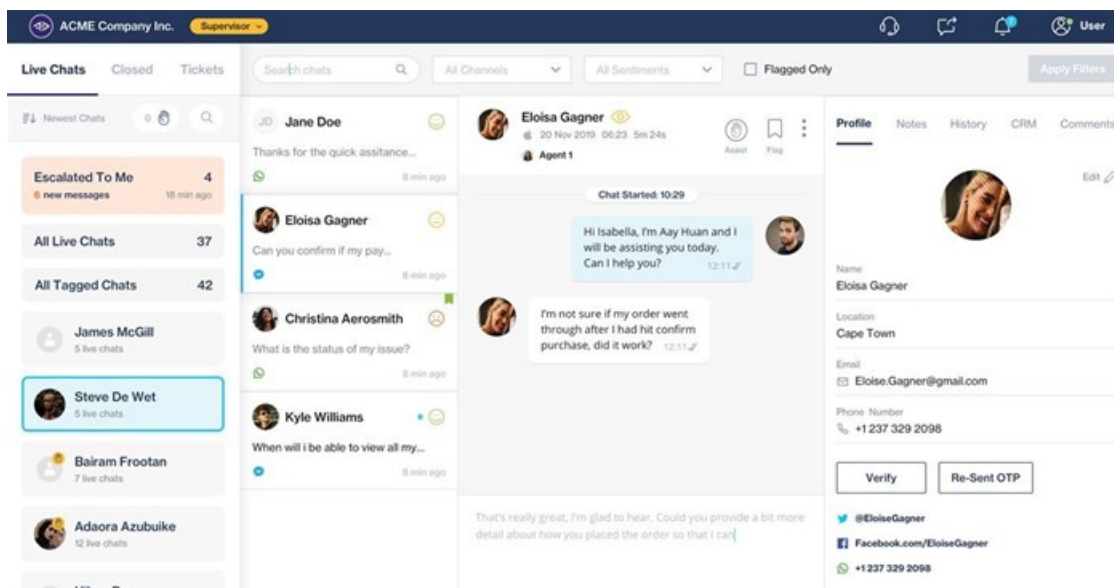 ACME Company Inc. Supervisor
User
Live Chats Closed Tickets
Search chats
All Channels
All Sentiments
Flagged Only
Apply Filters
Newest Chats
0
Escalated To Me 4
6 new messages 18 min ago
All Live Chats 37
All Tagged Chats 42
James McGill
5 live chats
Steve De Wet
5 live chats
Bairam Frootan
7 live chats
Adaora Azubuike
12 live chats
JD Jane Doe
Thanks for the quick assitance...
8 min ago
Eloisa Gagner
Can you confirm if my pay...
8 min ago
Christina Aerosmith
What is the status of my issue?
8 min ago
Kyle Williams
When will i be able to view all my...
8 min ago
Eloisa Gagner
20 Nov 2019 06:23 5m 24s
Agent 1
Assist Flag
Chat Started: 10:29
Hi Isabella, I'm Aay Huan and I
will be assisting you today.
Can I help you? 12:11
I'm not sure if my order went
through after I had hit confirm
purchase, did it work? 12:11
That's really great, I'm glad to hear. Could you provide a bit more
detail about how you placed the order so that I can
Profile Notes History CRM Comments
Edit
Name
Eloisa Gagner
Location
Cape Town
Email
Eloise.Gagner@gmail.com
Phone Number
+1 237 329 2098
Verify Re-Sent OTP
@EloiseGagner
Facebook.com/EloiseGagner
+1 237 329 2098